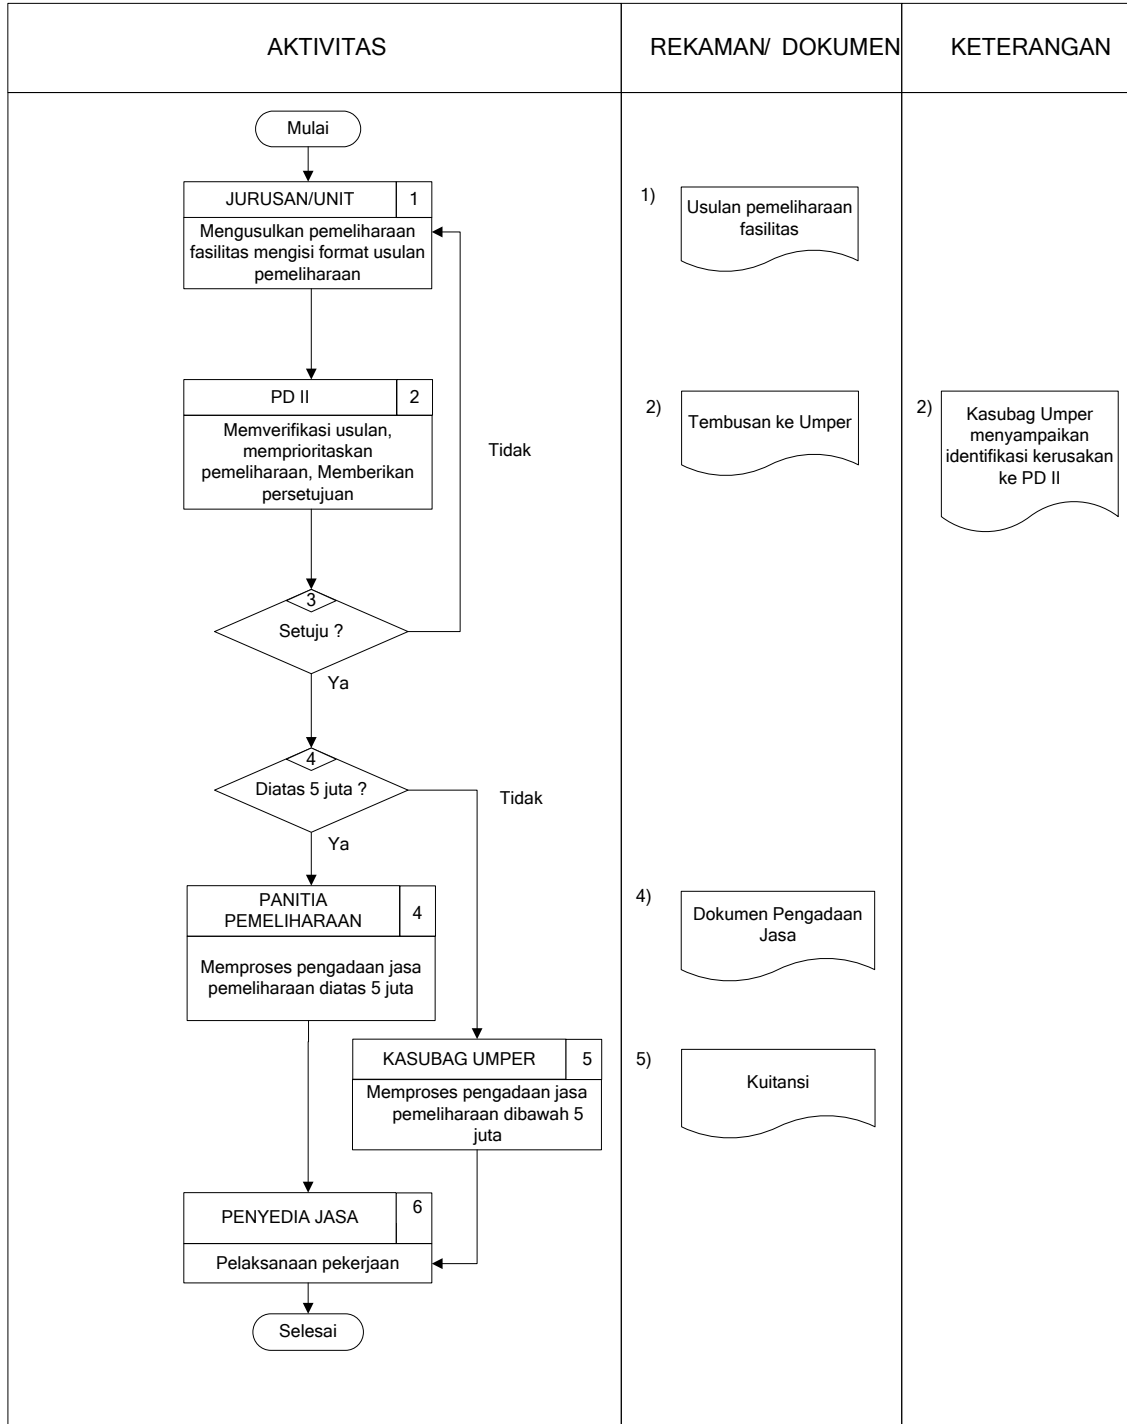 AKTIVITAS
REKAMAN/ DOKUMEN
KETERANGAN
Mulai
JURUSAN/UNIT
1
Mengusulkan pemeliharaan
fasilitas mengisi format usulan
pemeliharaan
1)
Usulan pemeliharaan
fasilitas
PD II
2
Memverifikasi usulan,
memprioritaskan
pemeliharaan, Memberikan
persetujuan
Tidak
2)
Tembusan ke Umper
2)
Kasubag Umper
menyampaikan
identifikasi kerusakan
ke PD II
3
Setuju ?
Ya
4
Diatas 5 juta ?
Tidak
Ya
PANITIA
PEMELIHARAAN
4
Memproses pengadaan jasa
pemeliharaan diatas 5 juta
4)
Dokumen Pengadaan
Jasa
KASUBAG UMPER
5
Memproses pengadaan jasa
pemeliharaan dibawah 5
juta
5)
Kuitansi
PENYEDIA JASA
6
Pelaksanaan pekerjaan
Selesai